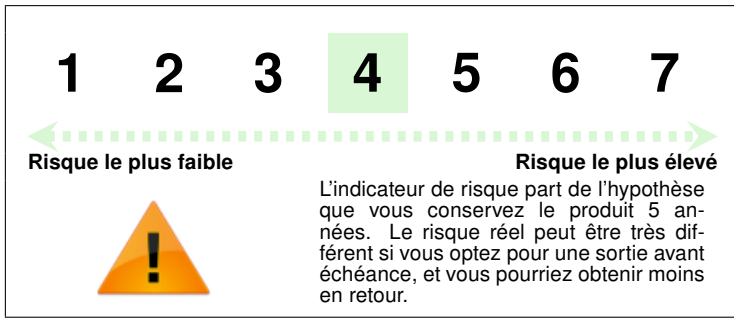 1 2 3 4 5 6 7
Risque le plus faible Risque le plus élevé
L'indicateur de risque part de l'hypothèse
que vous conservez le produit 5 an-
nées. Le risque réel peut être très dif-
férent si vous optez pour une sortie avant
échéance, et vous pourriez obtenir moins
en retour.